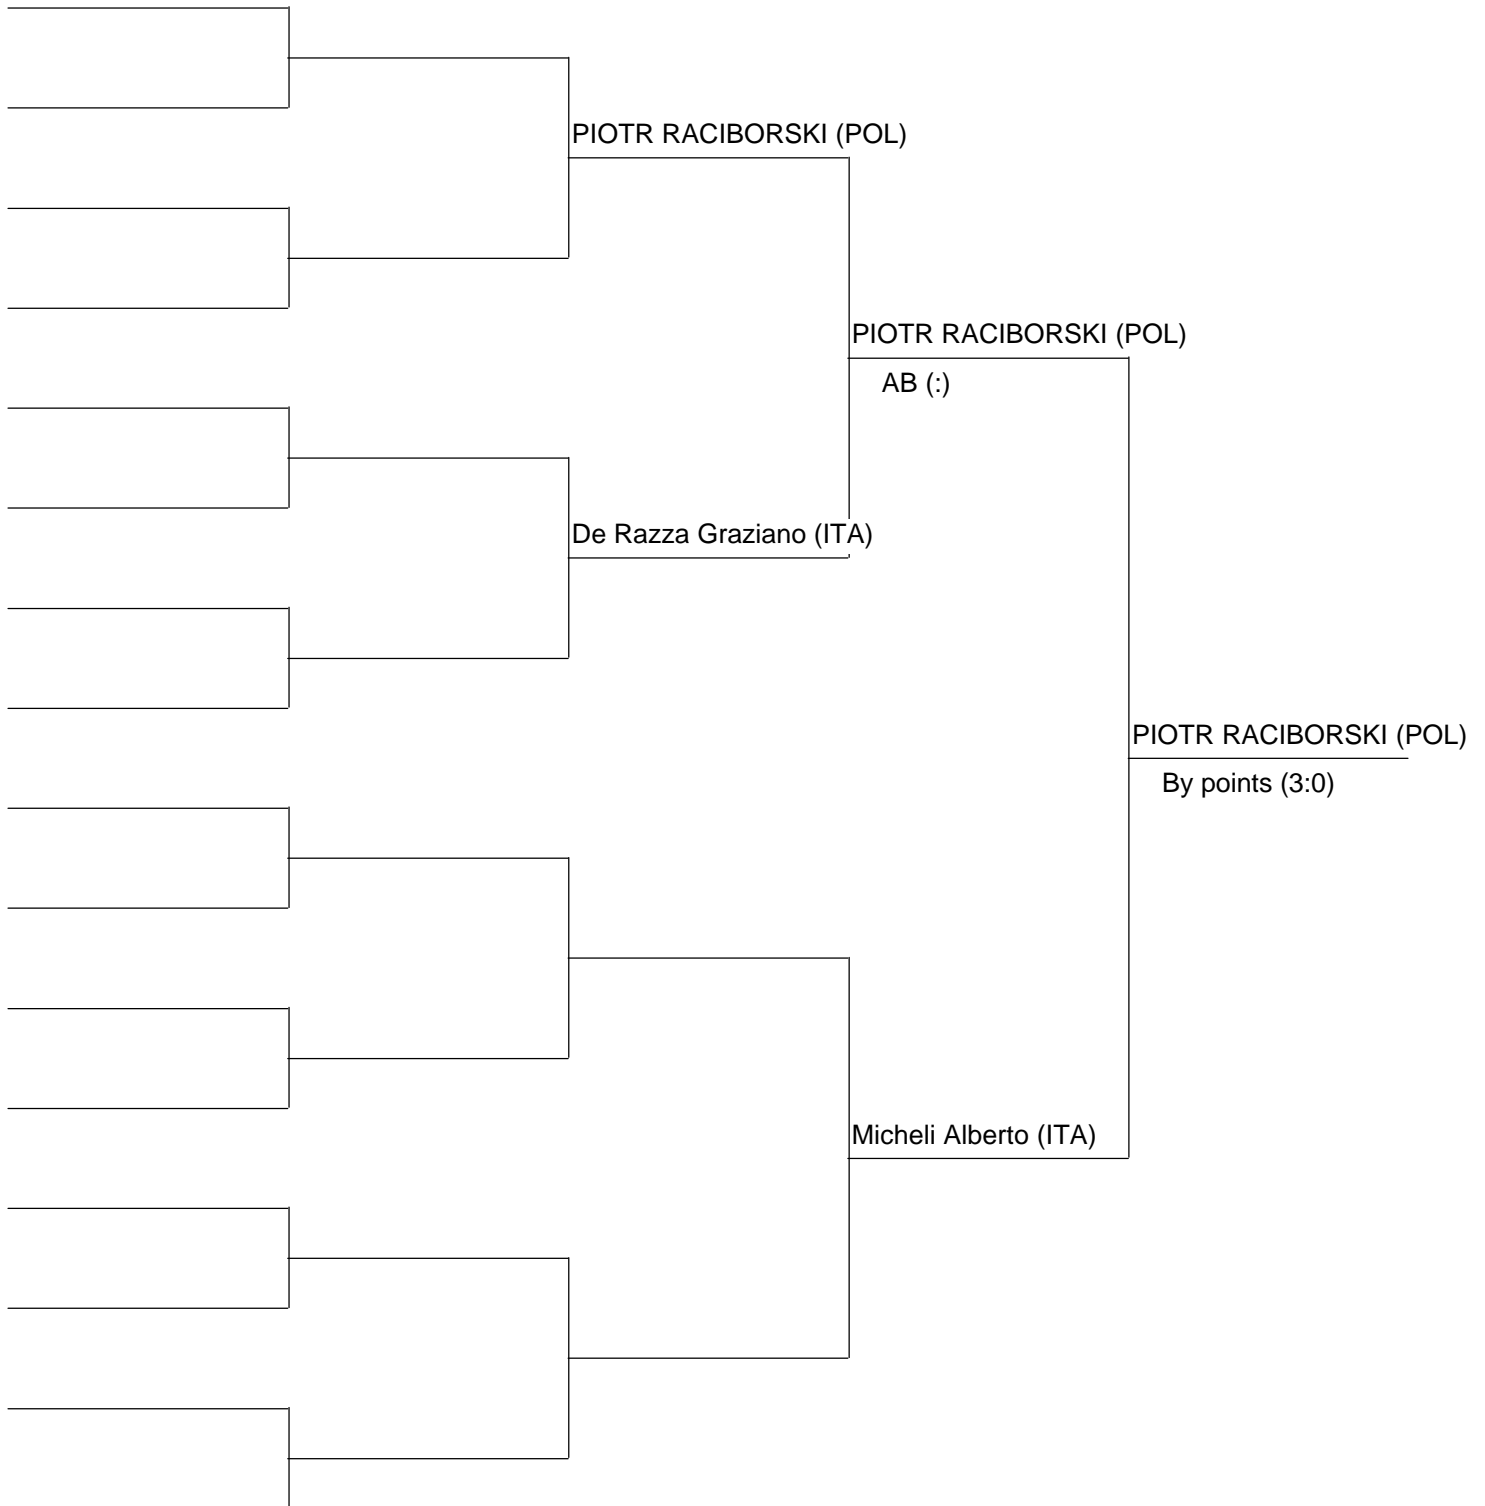 PIOTR RACIBORSKI (POL)
PIOTR RACIBORSKI (POL)
AB (:)
De Razza Graziano (ITA)
PIOTR RACIBORSKI (POL)
By points (3:0)
Micheli Alberto (ITA)